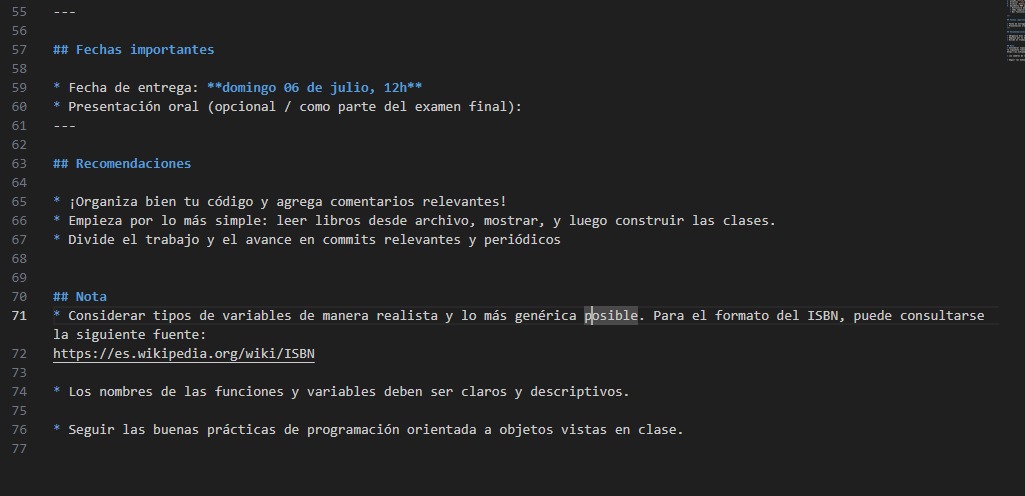 55 ---
56
57 ## Fechas importantes
58
59 * Fecha de entrega: **domingo 06 de julio, 12h**
60 * Presentación oral (opcional / como parte del examen final):
61 ---
62
63 ## Recomendaciones
64
65 * ¡Organiza bien tu código y agrega comentarios relevantes!
66 * Empieza por lo más simple: leer libros desde archivo, mostrar, y luego construir las clases.
67 * Divide el trabajo y el avance en commits relevantes y periódicos
68
69
70 ## Nota
71 * Considerar tipos de variables de manera realista y lo más genérica posible. Para el formato del ISBN, puede consultarse
la siguiente fuente:
72 https://es.wikipedia.org/wiki/ISBN
73
74 * Los nombres de las funciones y variables deben ser claros y descriptivos.
75
76 * Seguir las buenas prácticas de programación orientada a objetos vistas en clase.
77